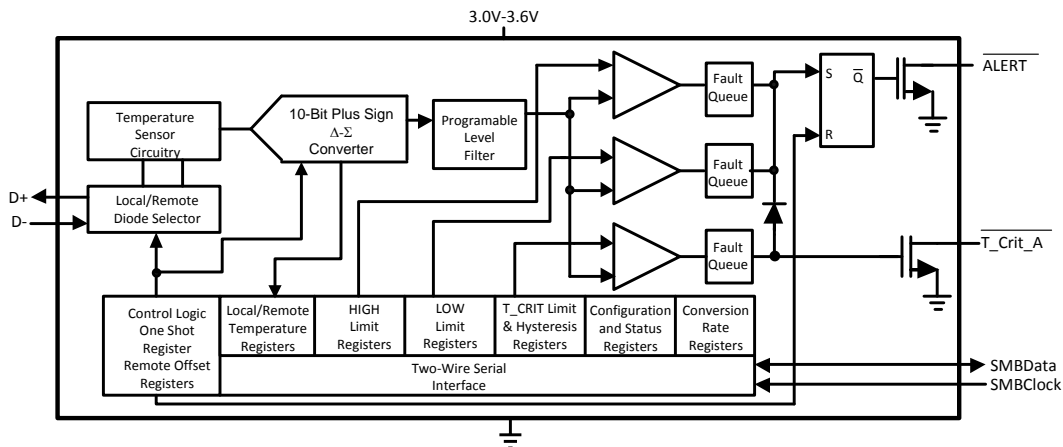 3.0V-3.6V
Temperature
Sensor
Circuitry
10-Bit Plus Sign
Δ-Σ
Converter
Programable
Level
Filter
Fault
Queue
S
Q̅
R
ALERT
Fault
Queue
D+
D-
Local/Remote
Diode Selector
Fault
Queue
T_Crit_A
Control Logic
One Shot
Register
Remote Offset
Registers
Local/Remote
Temperature
Registers
HIGH
Limit
Registers
LOW
Limit
Registers
T_CRIT Limit
& Hysteresis
Registers
Configuration
and Status
Registers
Conversion
Rate
Registers
Two-Wire Serial
Interface
SMBData
SMBClock